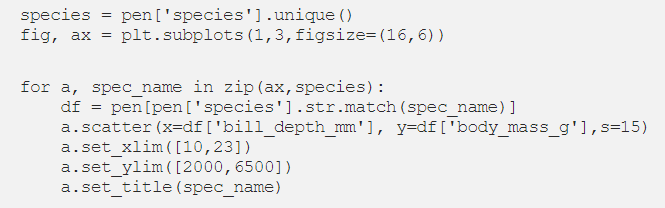 species = pen['species'].unique()
fig, ax = plt.subplots(1,3,figsize=(16,6))
for a, spec_name in zip(ax,species):
    df = pen[pen['species'].str.match(spec_name)]
    a.scatter(x=df['bill_depth_mm'], y=df['body_mass_g'],s=15)
    a.set_xlim([10,23])
    a.set_ylim([2000,6500])
    a.set_title(spec_name)